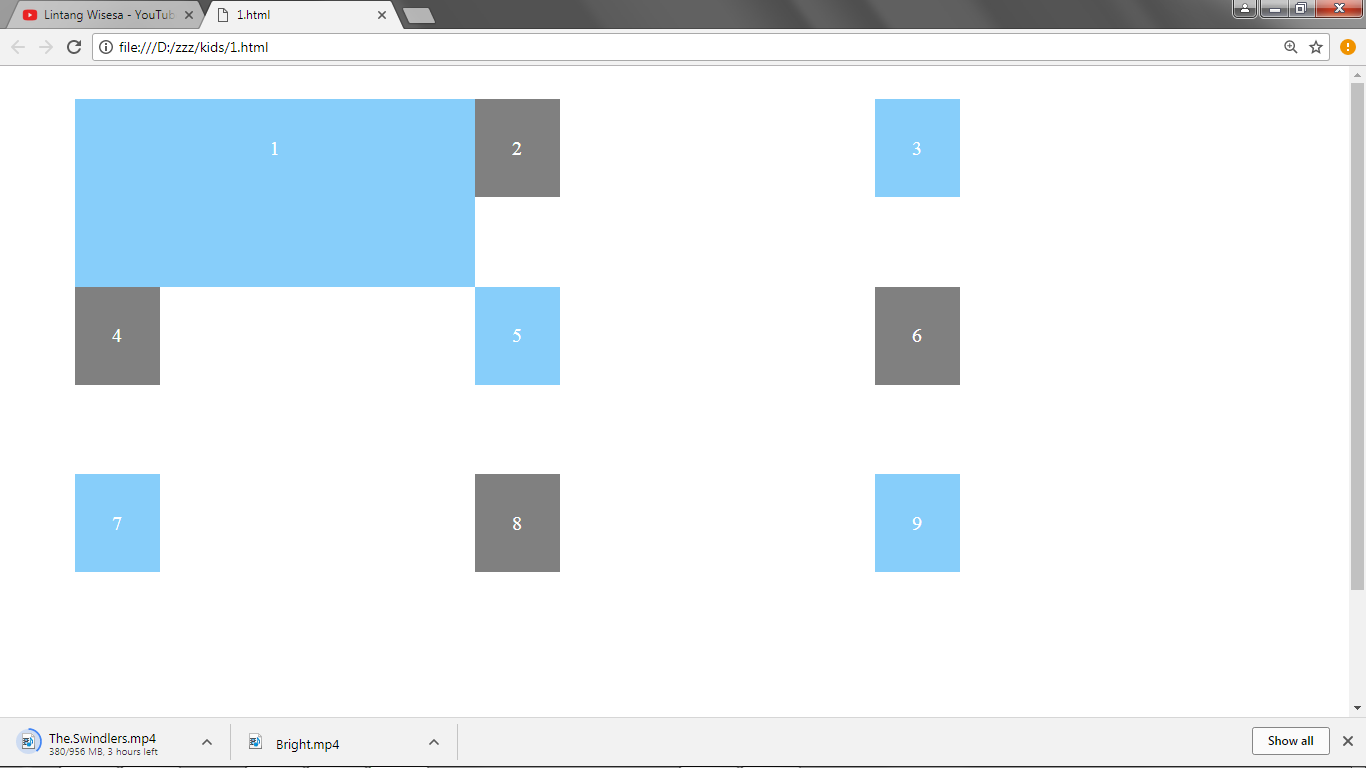 Lintang Wisesa - YouTub
1.html
file:///D:/zzz/kids/1.html
1
2
3
4
5
6
7
8
9
The.Swindlers.mp4
380/956 MB, 3 hours left
Bright.mp4
Show all